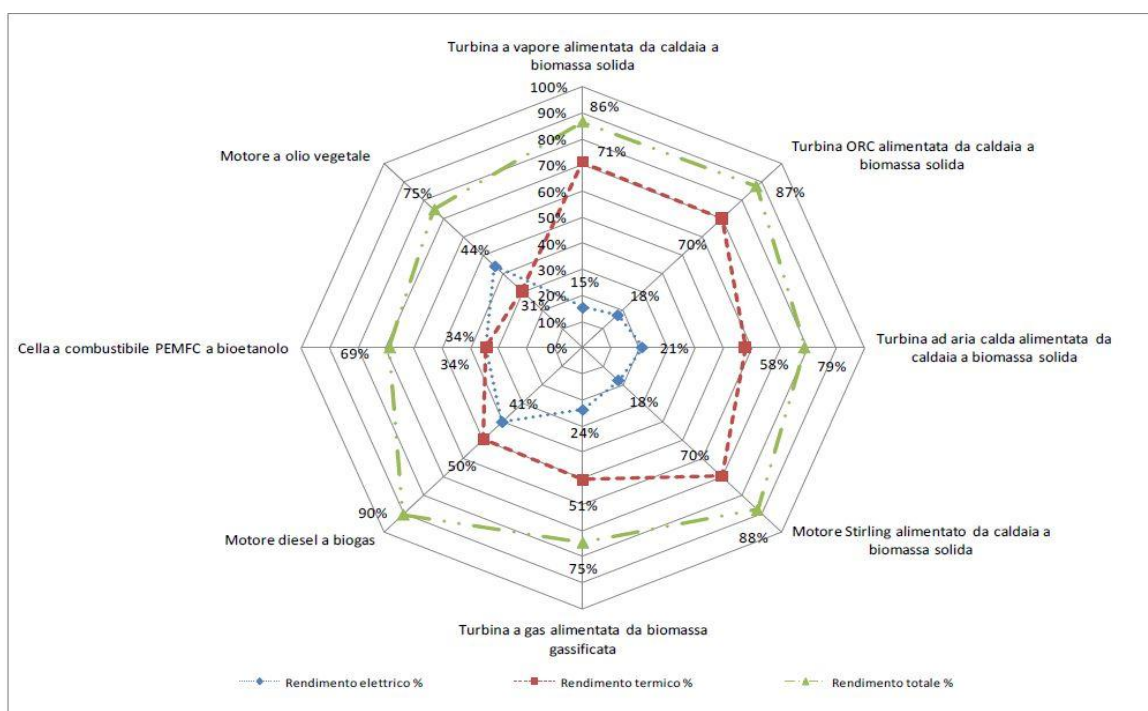 Turbina a vapore alimentata da caldaia a
biomassa solida
100%
86%
90%
80%
71%
70%
60%
50%
40%
30%
20%
10%
0%
15%
Turbina ORC alimentata da caldaia a
biomassa solida
87%
70%
18%
Turbina ad aria calda alimentata da
caldaia a biomassa solida
79%
58%
21%
Motore Stirling alimentato da caldaia a
biomassa solida
88%
70%
18%
Turbina a gas alimentata da biomassa
gassificata
75%
51%
24%
Motore diesel a biogas
90%
50%
41%
Cella a combustibile PEMFC a bioetanolo
69%
34%
34%
Motore a olio vegetale
75%
44%
31%
Rendimento elettrico %
Rendimento termico %
Rendimento totale %